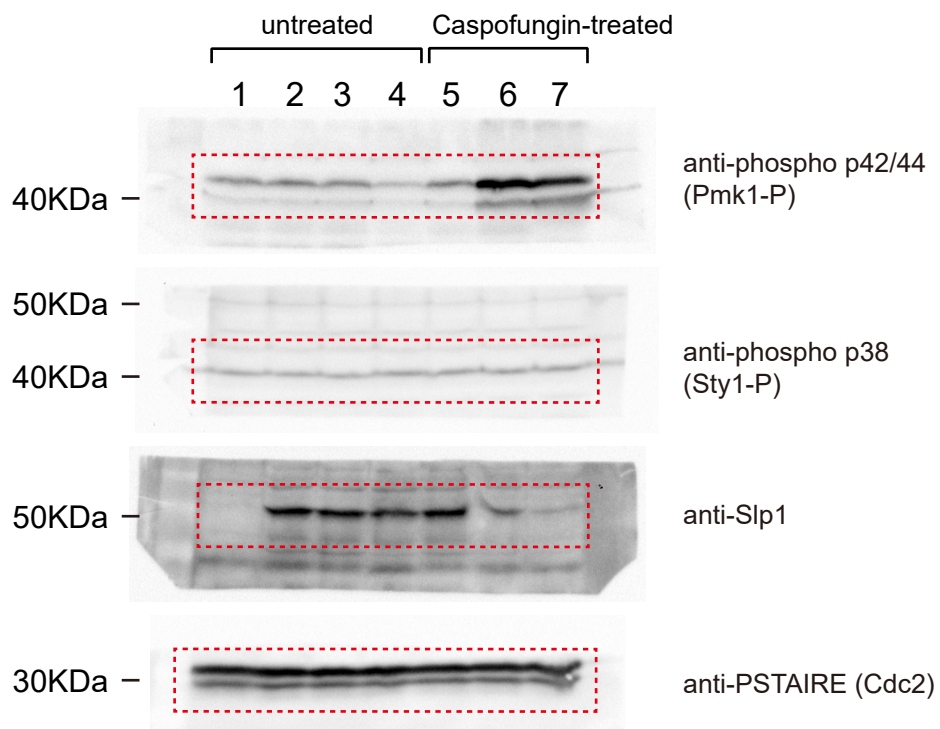 untreated
Caspofungin-treated
1 2 3 4 5 6 7
anti-phospho p42/44
(Pmk1-P)
40KDa
50KDa
40KDa
anti-phospho p38
(Sty1-P)
50KDa
anti-Slp1
30KDa
anti-PSTAIRE (Cdc2)